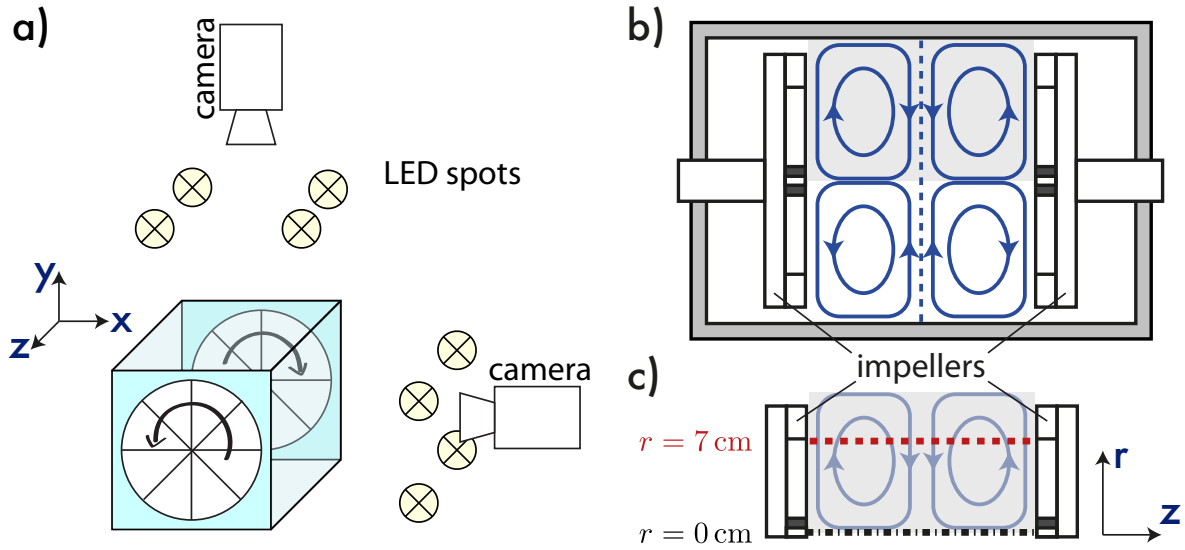 a)
camera
LED spots
y
x
z
camera
b)
impellers
c)
r = 7 cm
r = 0 cm
r
z